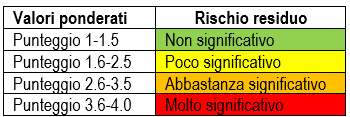 Valori ponderati Rischio residuo
Punteggio 1-1.5 Non significativo
Punteggio 1.6-2.5 Poco significativo
Punteggio 2.6-3.5 Abbastanza significativo
Punteggio 3.6-4.0 Molto significativo